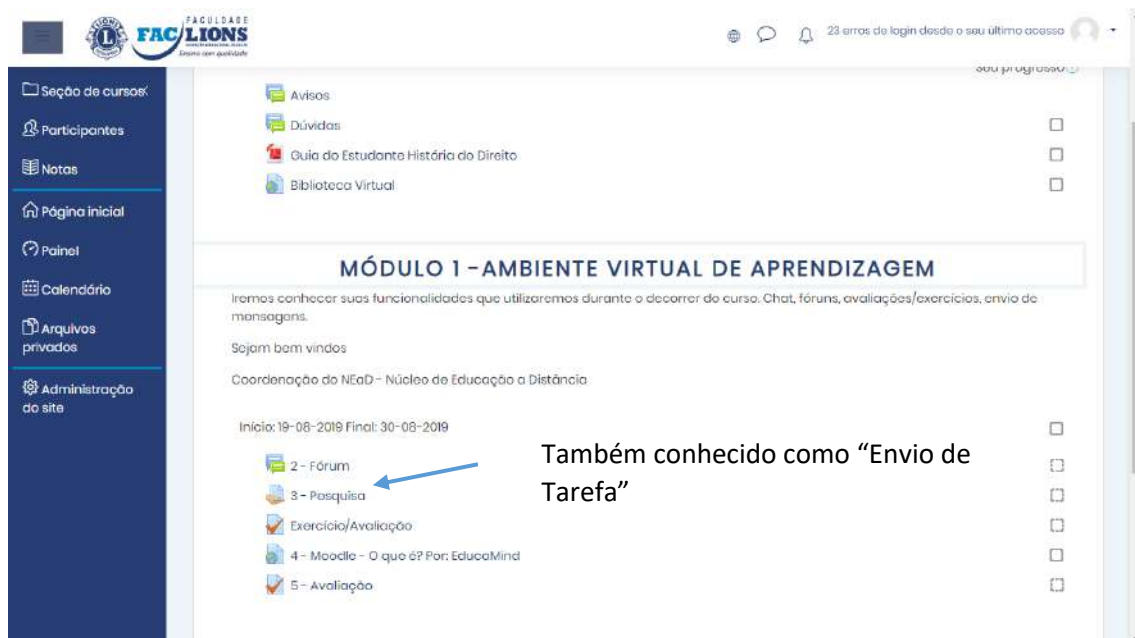 FACULDADE
FAC LIONS
Ensino com qualidade
23 erros de login desde o seu último acesso
Seu progresso
Seção de cursos
Participantes
Notas
Página inicial
Painel
Calendário
Arquivos
privados
Administração
do site
Avisos
Dúvidas
Guia do Estudante História do Direito
Biblioteca Virtual
MÓDULO 1 - AMBIENTE VIRTUAL DE APRENDIZAGEM
Iremos conhecer suas funcionalidades que utilizaremos durante o decorrer do curso. Chat, fóruns, avaliações/exercícios, envio de
mensagens.
Sejam bem vindos
Coordenação do NEaD - Núcleo de Educação a Distância
Início: 19-08-2019 Final: 30-08-2019
2 - Fórum
3 - Pesquisa
Exercício/Avaliação
4 - Moodle - O que é? Por: EducaMind
5 - Avaliação
Também conhecido como “Envio de
Tarefa”